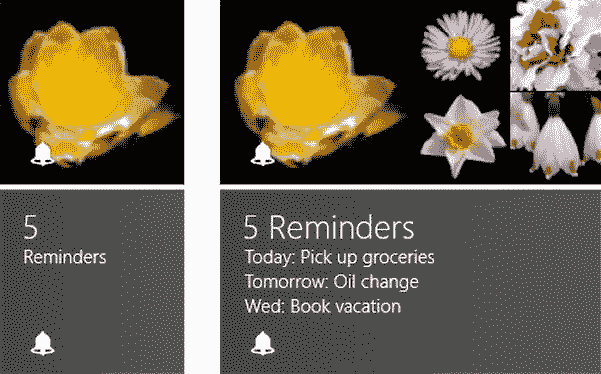 5
Reminders
5 Reminders
Today: Pick up groceries
Tomorrow: Oil change
Wed: Book vacation